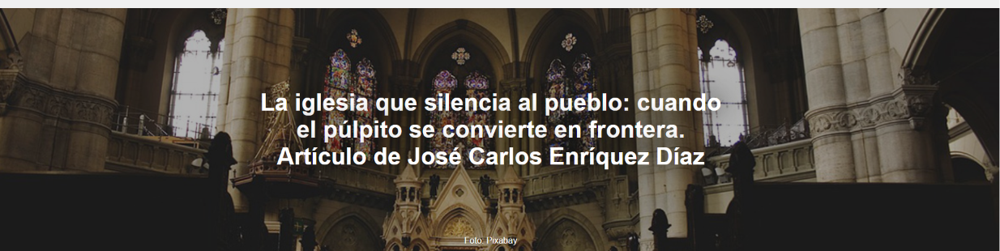 La iglesia que silencia al pueblo: cuando
el púlpito se convierte en frontera.
Artículo de José Carlos Enríquez Díaz
Foto: Pixabay